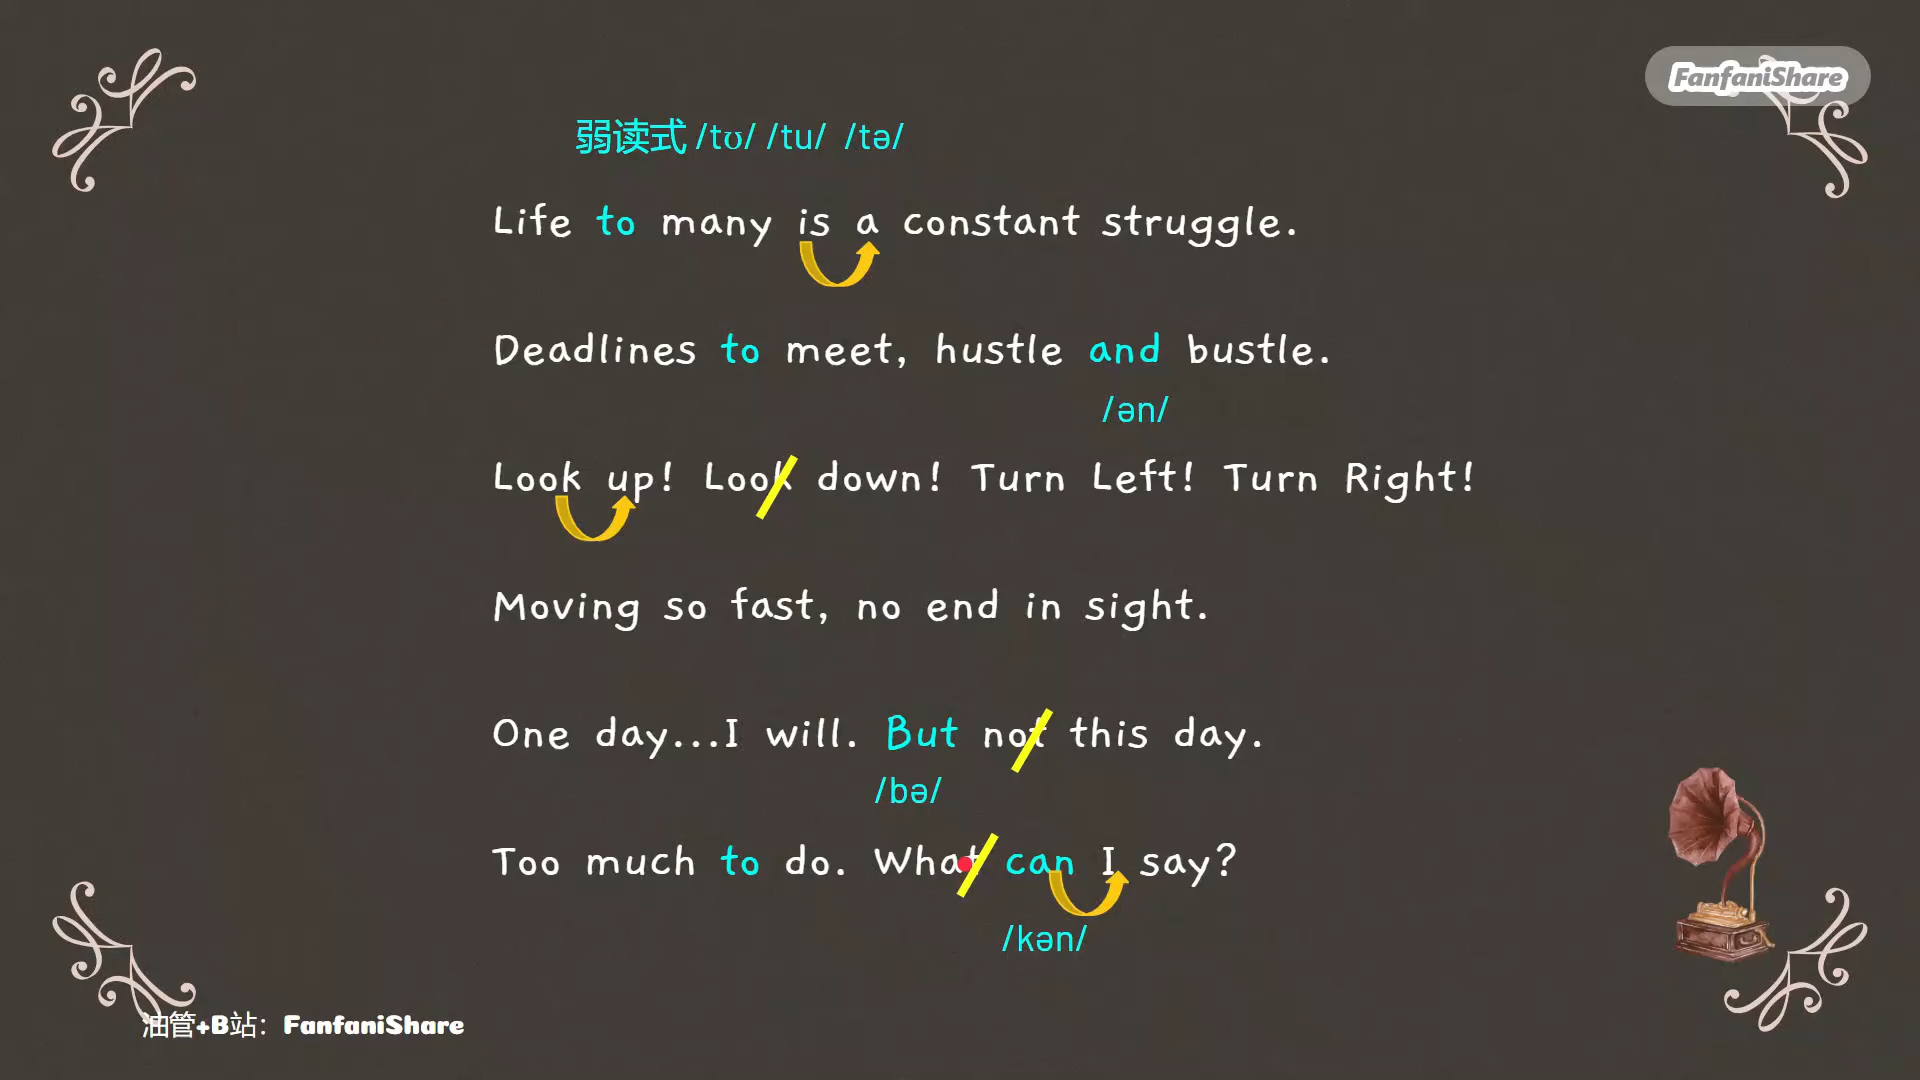 FanfaniShare
弱读式 /tʊ/ /tu/ /tə/
Life to many is a constant struggle.
Deadlines to meet, hustle and bustle.
/ən/
Look up! Look down! Turn Left! Turn Right!
Moving so fast, no end in sight.
One day...I will. But not this day.
/bə/
Too much to do. What can I say?
/kən/
油管+B站：FanfaniShare